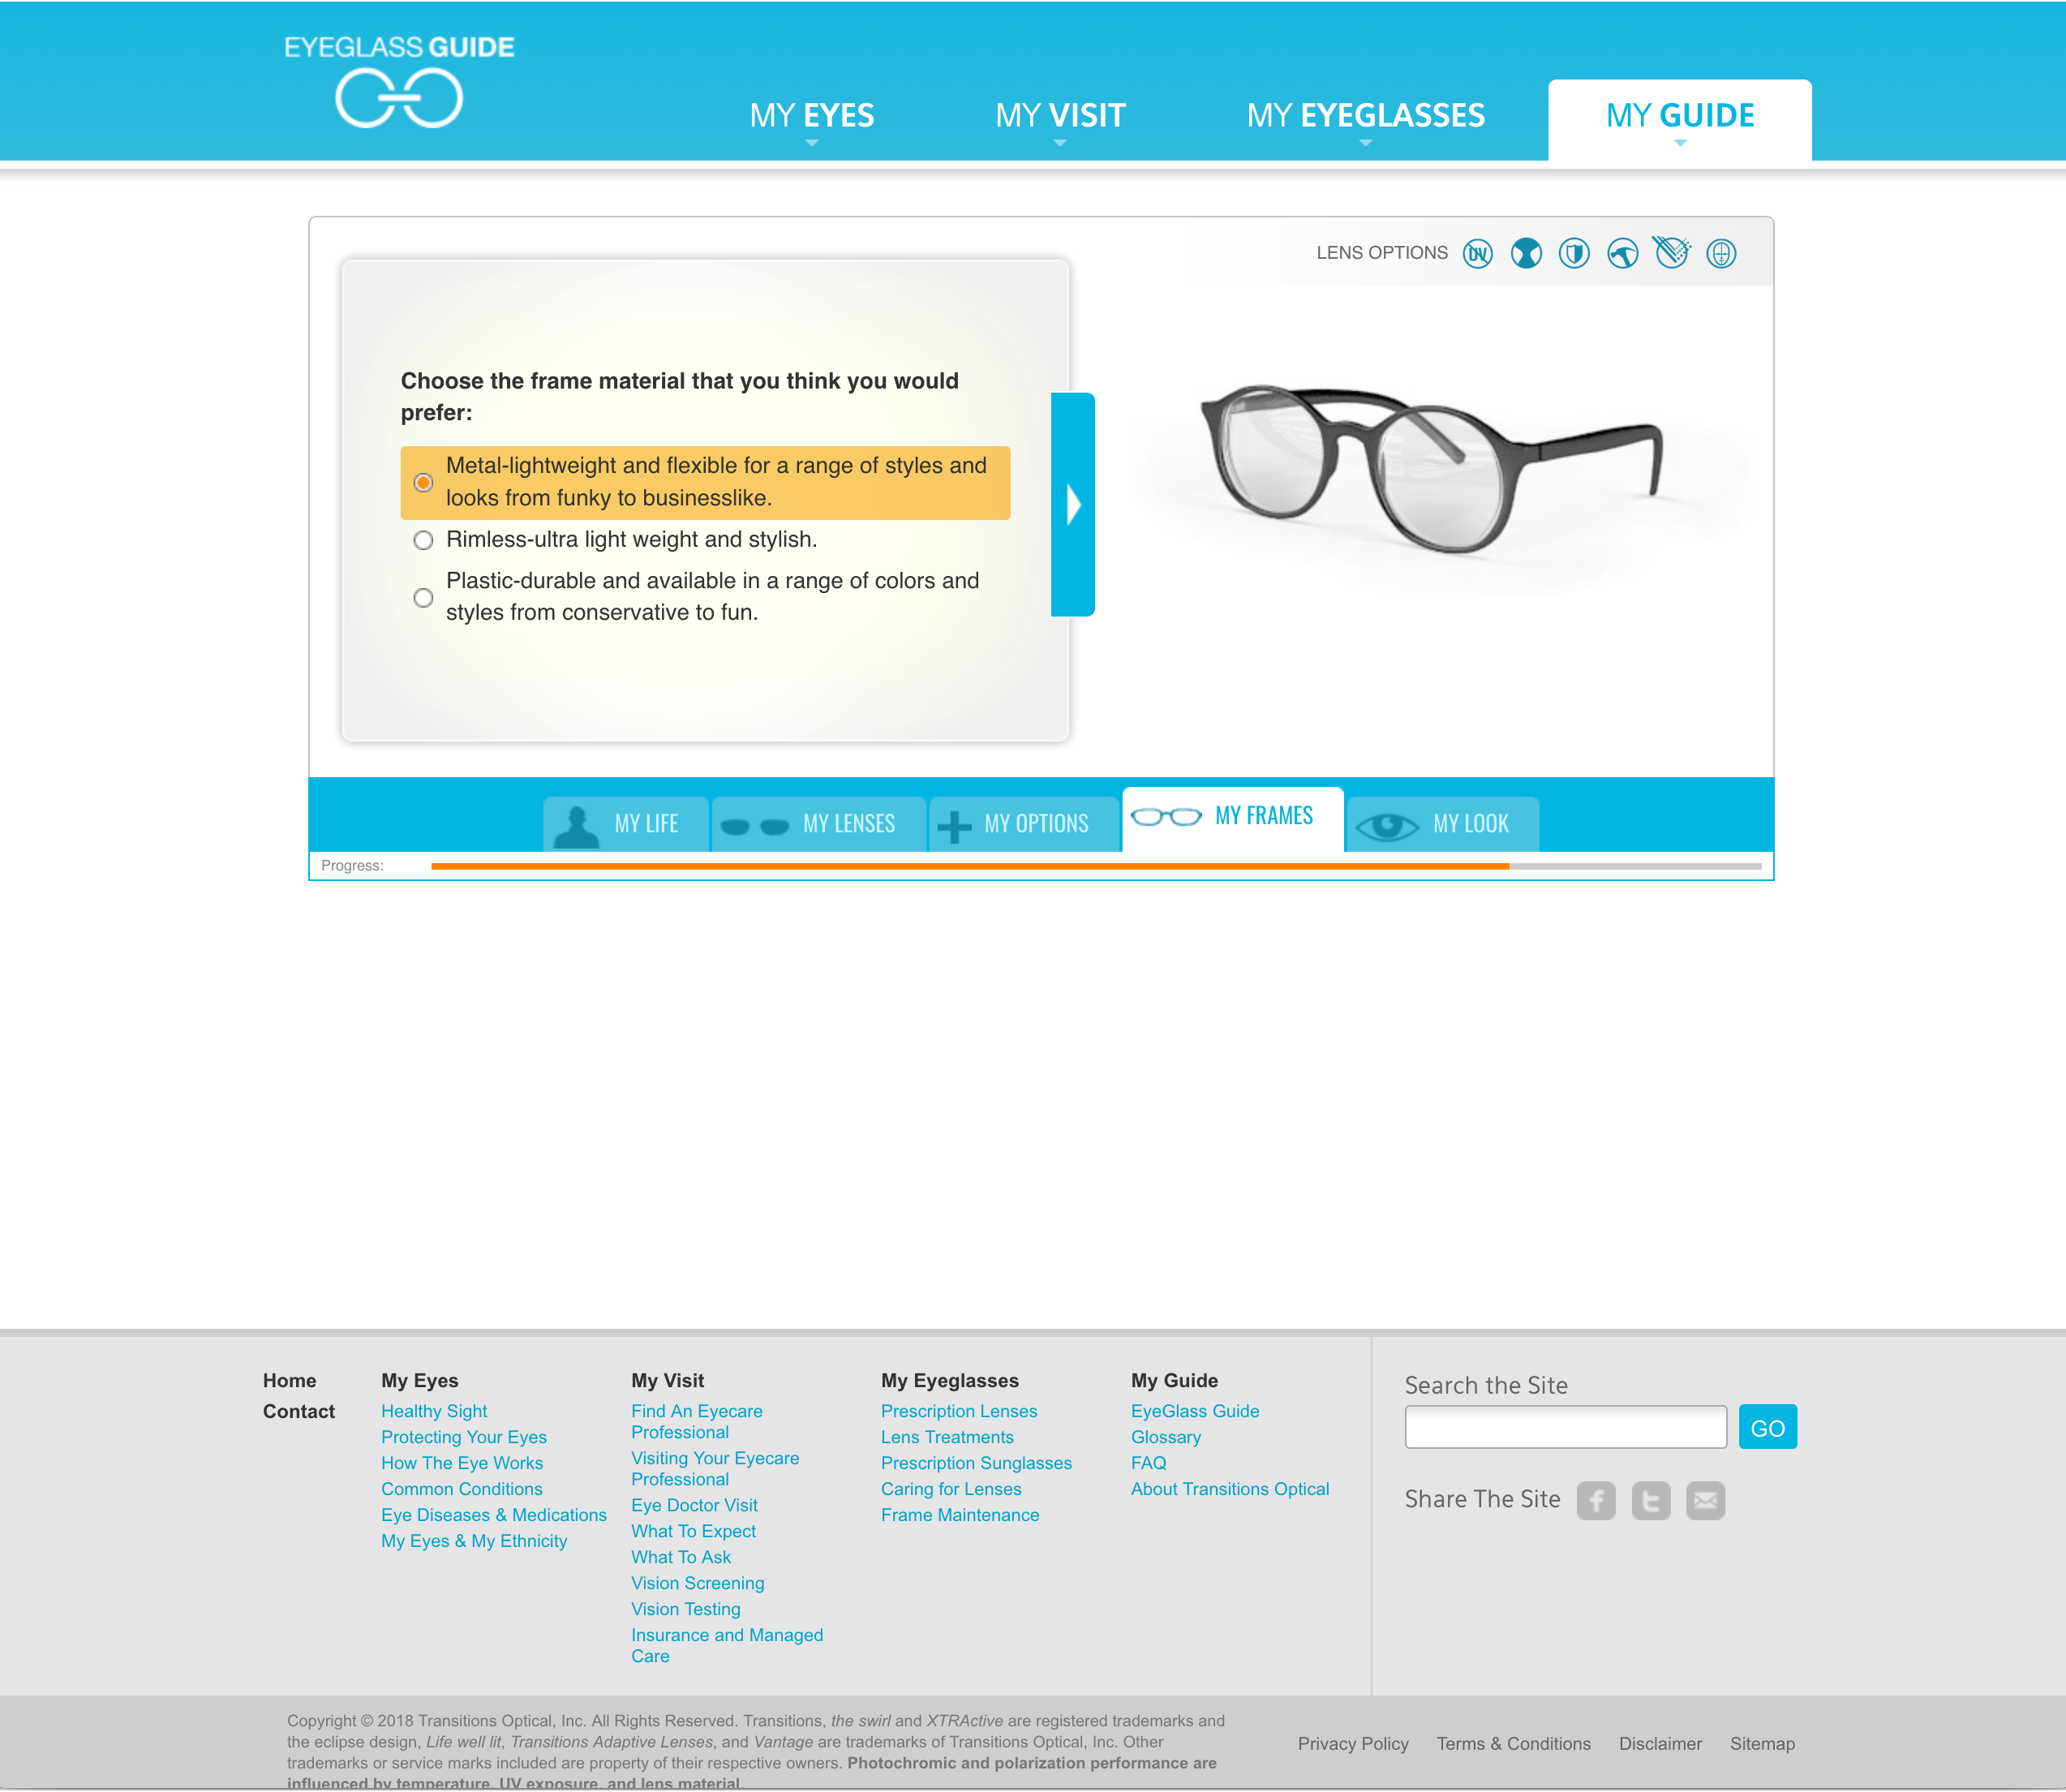 EYEGLASS GUIDE
MY EYES
MY VISIT
MY EYEGLASSES
MY GUIDE
LENS OPTIONS
UV
Choose the frame material that you think you would
prefer:
Metal-lightweight and flexible for a range of styles and
looks from funky to businesslike.
Rimless-ultra light weight and stylish.
Plastic-durable and available in a range of colors and
styles from conservative to fun.
MY LIFE
MY LENSES
MY OPTIONS
MY FRAMES
MY LOOK
Progress:
Home
Contact
My Eyes
Healthy Sight
Protecting Your Eyes
How The Eye Works
Common Conditions
Eye Diseases & Medications
My Eyes & My Ethnicity
My Visit
Find An Eyecare
Professional
Visiting Your Eyecare
Professional
Eye Doctor Visit
What To Expect
What To Ask
Vision Screening
Vision Testing
Insurance and Managed
Care
My Eyeglasses
Prescription Lenses
Lens Treatments
Prescription Sunglasses
Caring for Lenses
Frame Maintenance
My Guide
EyeGlass Guide
Glossary
FAQ
About Transitions Optical
Search the Site
GO
Share The Site
Copyright © 2018 Transitions Optical, Inc. All Rights Reserved. Transitions, the swirl and XTRActive are registered trademarks and
the eclipse design, Life well lit, Transitions Adaptive Lenses, and Vantage are trademarks of Transitions Optical, Inc. Other
trademarks or service marks included are property of their respective owners. Photochromic and polarization performance are
influenced by temperature, UV exposure, and lens material.
Privacy Policy
Terms & Conditions
Disclaimer
Sitemap